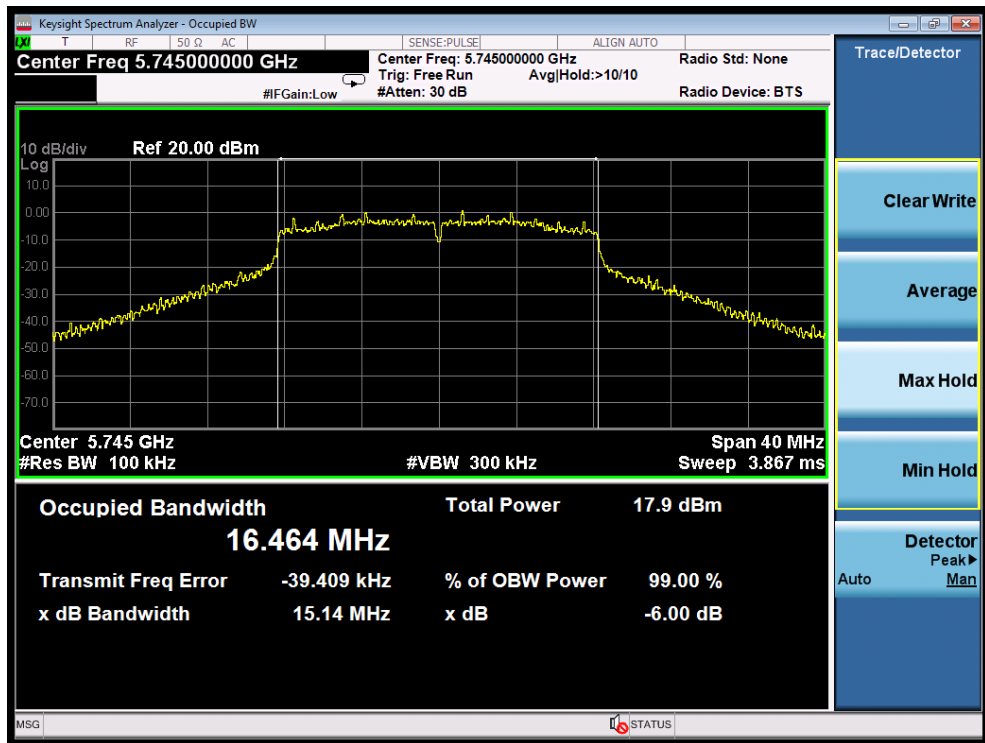 Keysight Spectrum Analyzer - Occupied BW
LXI T RF 50 Ω AC SENSE:PULSE ALIGN AUTO
Center Freq 5.745000000 GHz
Center Freq: 5.745000000 GHz
Radio Std: None
Trig: Free Run Avg|Hold:>10/10
#IFGain:Low
#Atten: 30 dB
Radio Device: BTS
10 dB/div Ref 20.00 dBm
Log
10.0
0.00
-10.0
-20.0
-30.0
-40.0
-50.0
-60.0
-70.0
Center 5.745 GHz Span 40 MHz
#Res BW 100 kHz #VBW 300 kHz Sweep 3.867 ms
Occupied Bandwidth Total Power 17.9 dBm
16.464 MHz
Transmit Freq Error -39.409 kHz % of OBW Power 99.00 %
x dB Bandwidth 15.14 MHz x dB -6.00 dB
Trace/Detector
Clear Write
Average
Max Hold
Min Hold
Detector
Peak▶
Auto Man
MSG STATUS